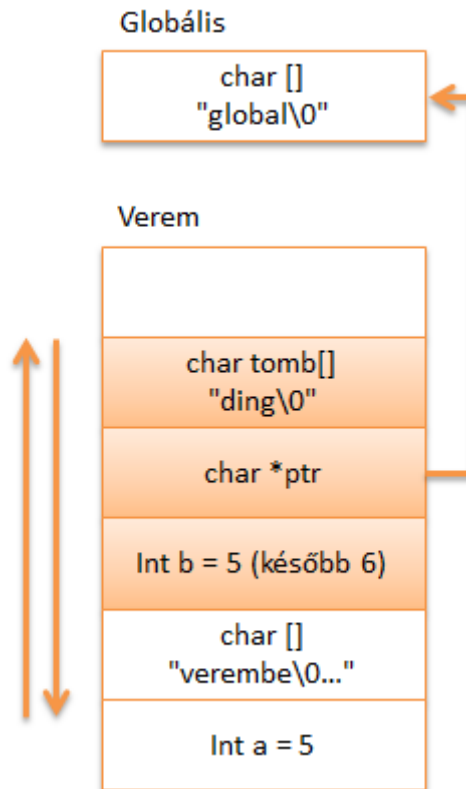 Globális
char []
"global\0"
Verem
char tomb[]
"ding\0"
char *ptr
Int b = 5 (később 6)
char []
"verembe\0..."
Int a = 5